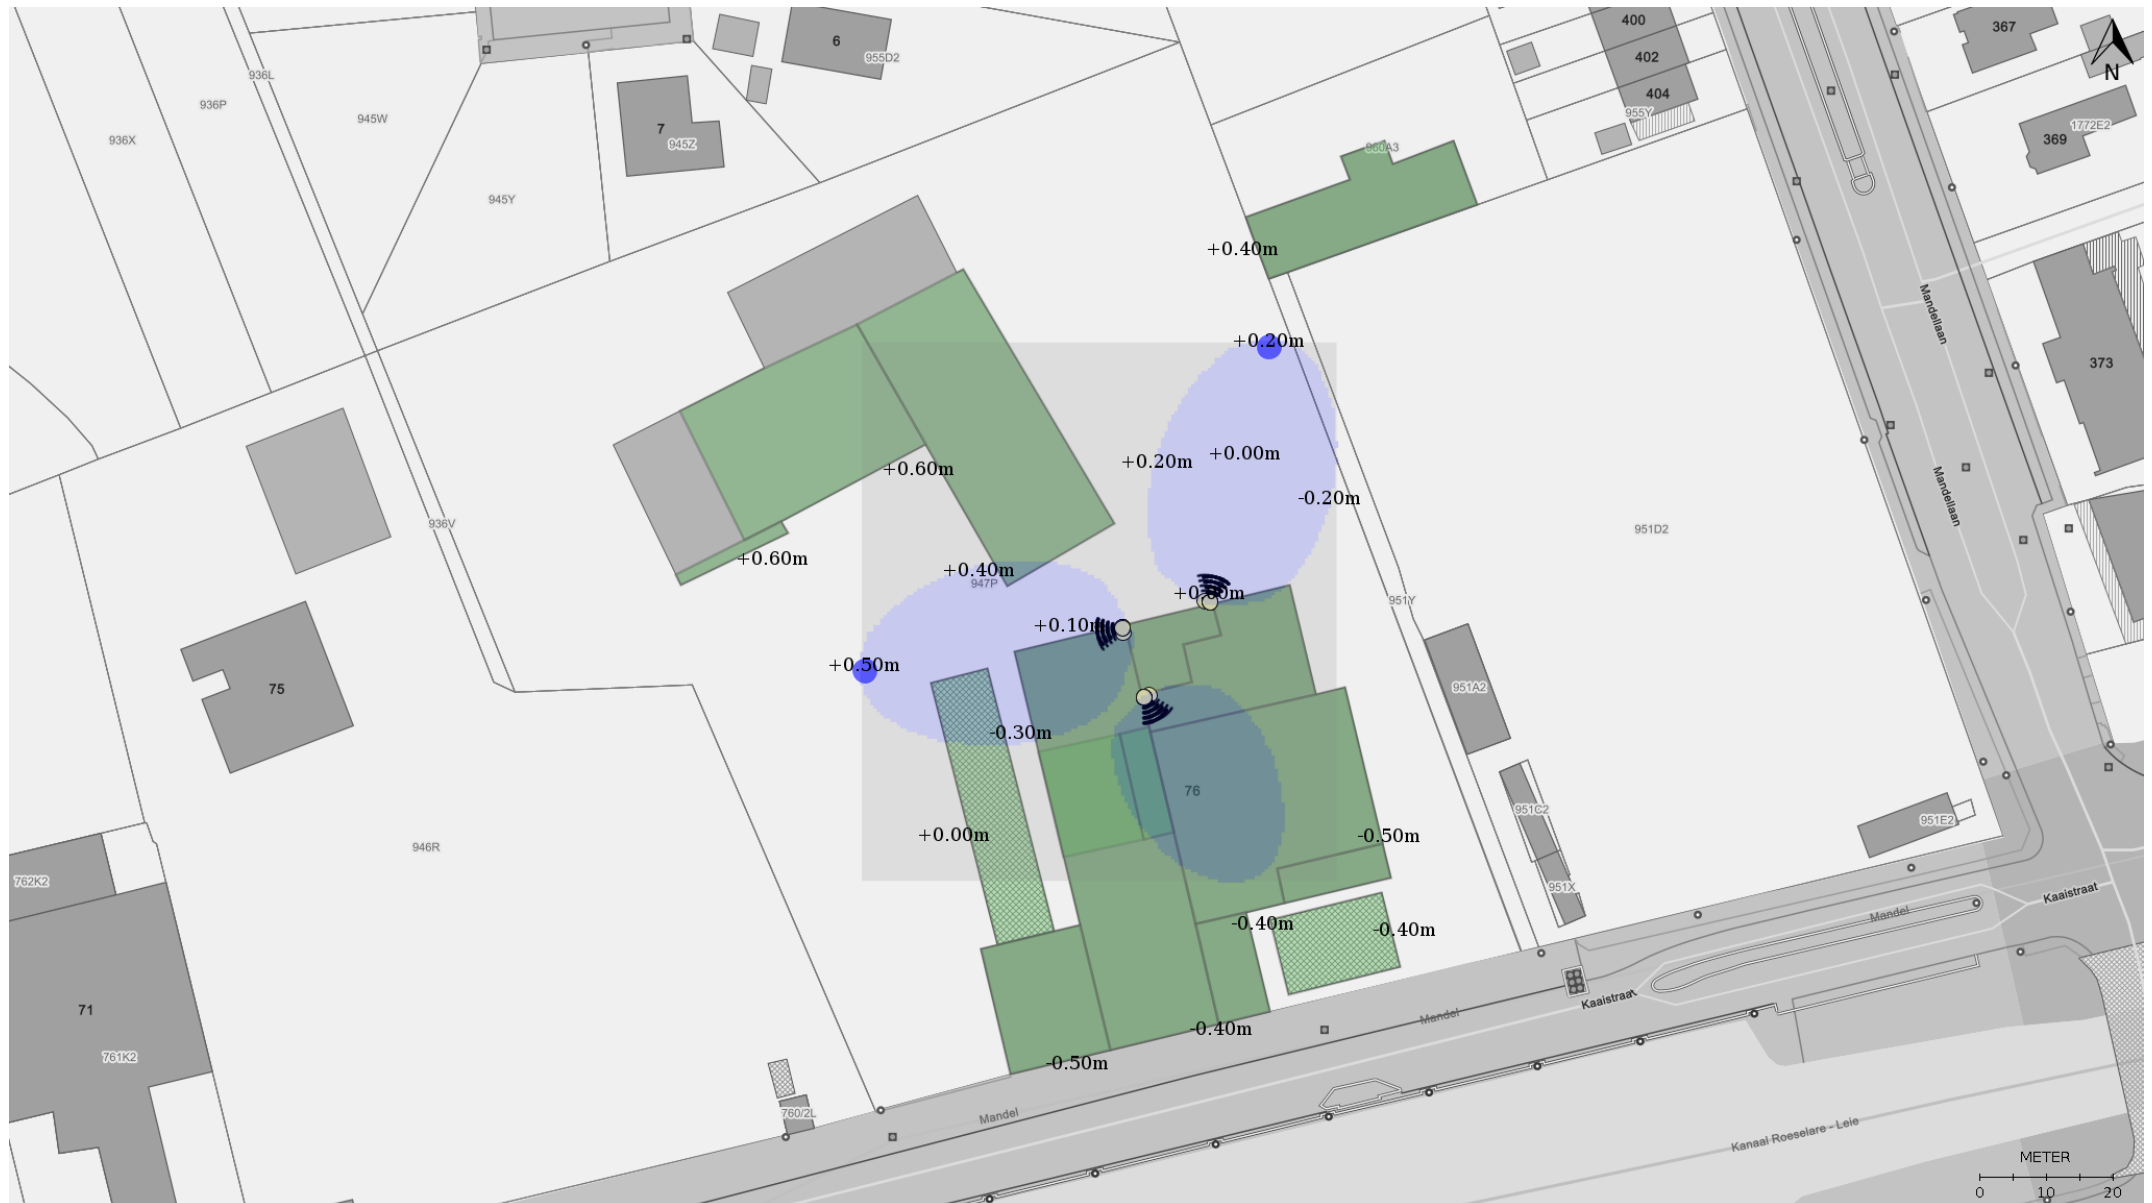 400
367
6
955D2
402
N
936L
404
936P
945W
955Y
1772E2
7
369
936X
945Z
960A3
945Y
+0.40m
Mandellaan
+0.20m
373
+0.20m
+0.00m
+0.60m
-0.20m
Mandellaan
936V
951D2
+0.60m
+0.40m
947P
+0.00m
951Y
+0.10m
+0.50m
75
951A2
-0.30m
76
951C2
+0.00m
-0.50m
951E2
946R
762K2
951X
Kaaistraat
-0.40m
-0.40m
Mandel
71
Kaaistraat
Mandel
-0.40m
761K2
-0.50m
760/2L
Mandel
Kanaal Roeselare - Leie
METER
0 10 20